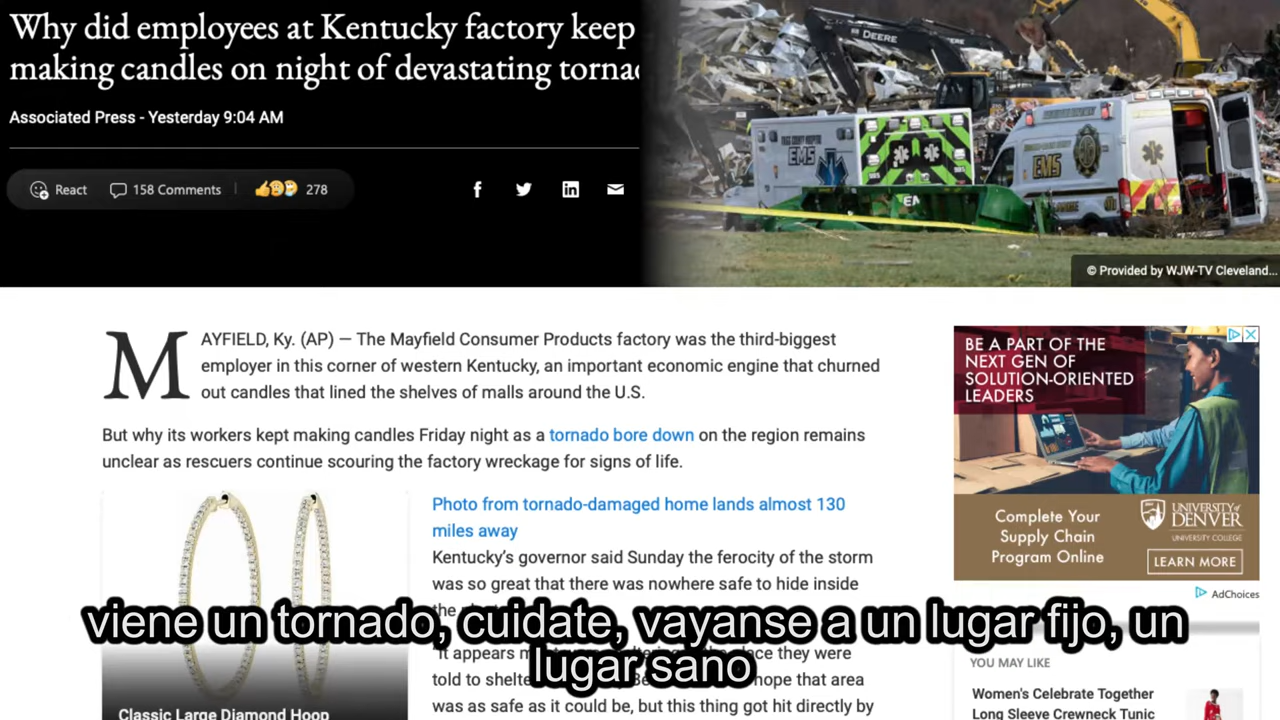 Why did employees at Kentucky factory keep
making candles on night of devastating
Associated Press - Yesterday 9:04 AM
React
158 Comments
278
DEERE
EMS
EMS
© Provided by WJW-TV Cleveland...
MAYFIELD, Ky. (AP) — The Mayfield Consumer Products factory was the third-biggest
employer in this corner of western Kentucky, an important economic engine that churned
out candles that lined the shelves of malls around the U.S.
But why its workers kept making candles Friday night as a tornado bore down on the region remains
unclear as rescuers continue scouring the factory wreckage for signs of life.
Photo from tornado-damaged home lands almost 130
miles away
Kentucky's governor said Sunday the ferocity of the storm
was so great that there was nowhere safe to hide inside
the
"It appears
place they were
told to
hope that area
was as safe as it could be, but this thing got hit directly by
Classic Large Diamond Hoop
BE A PART OF THE
NEXT GEN OF
SOLUTION-ORIENTED
LEADERS
Complete Your
Supply Chain
Program Online
UNIVERSITY of
DENVER
UNIVERSITY COLLEGE
LEARN MORE
AdChoices
YOU MAY LIKE
Women's Celebrate Together
Long Sleeve Crewneck Tunic
viene un tornado, cuidate, vayanse a un lugar fijo, un
lugar sano